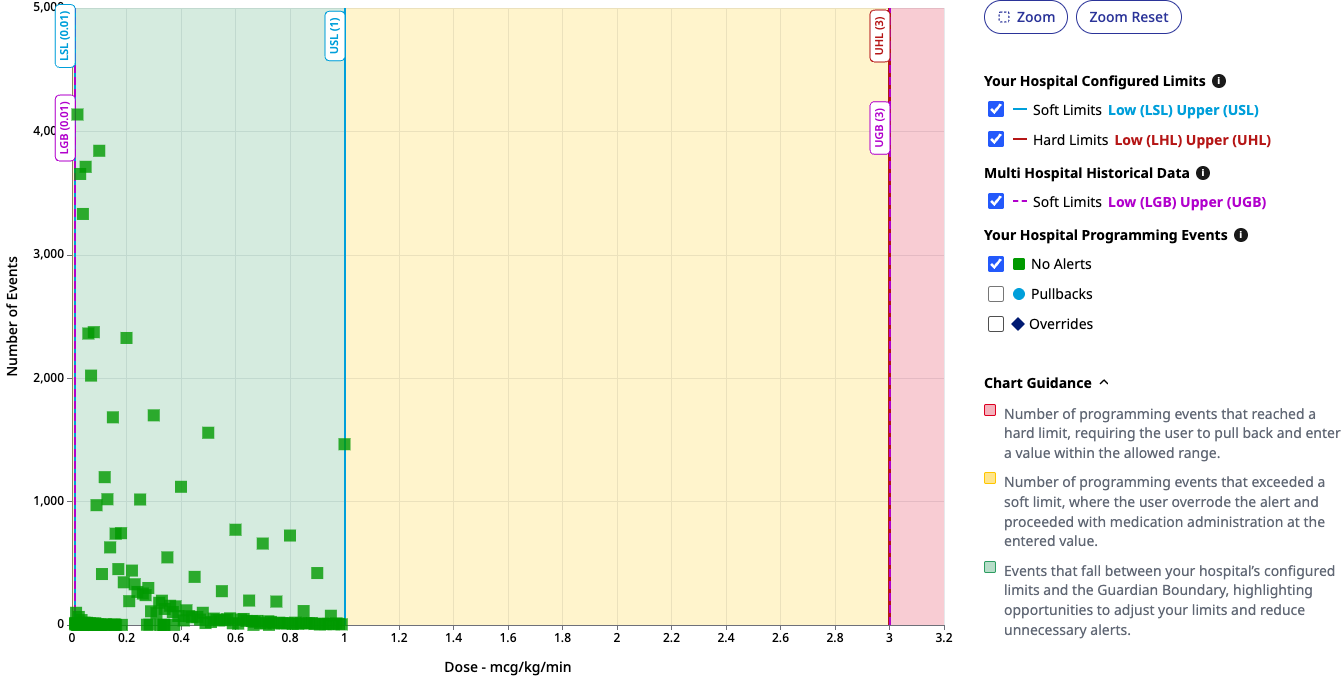 5,000
4,000
3,000
2,000
1,000
0
Number of Events
LSL (0.01)
LGB (0.01)
USL (1)
UHL (3)
UGB (3)
0
0.2
0.4
0.6
0.8
1
1.2
1.4
1.6
1.8
2
2.2
2.4
2.6
2.8
3
3.2
Dose - mcg/kg/min
Zoom
Zoom Reset
Your Hospital Configured Limits
Soft Limits Low (LSL) Upper (USL)
Hard Limits Low (LHL) Upper (UHL)
Multi Hospital Historical Data
Soft Limits Low (LGB) Upper (UGB)
Your Hospital Programming Events
No Alerts
Pullbacks
Overrides
Chart Guidance
Number of programming events that reached a
hard limit, requiring the user to pull back and enter
a value within the allowed range.
Number of programming events that exceeded a
soft limit, where the user overrode the alert and
proceeded with medication administration at the
entered value.
Events that fall between your hospital’s configured
limits and the Guardian Boundary, highlighting
opportunities to adjust your limits and reduce
unnecessary alerts.